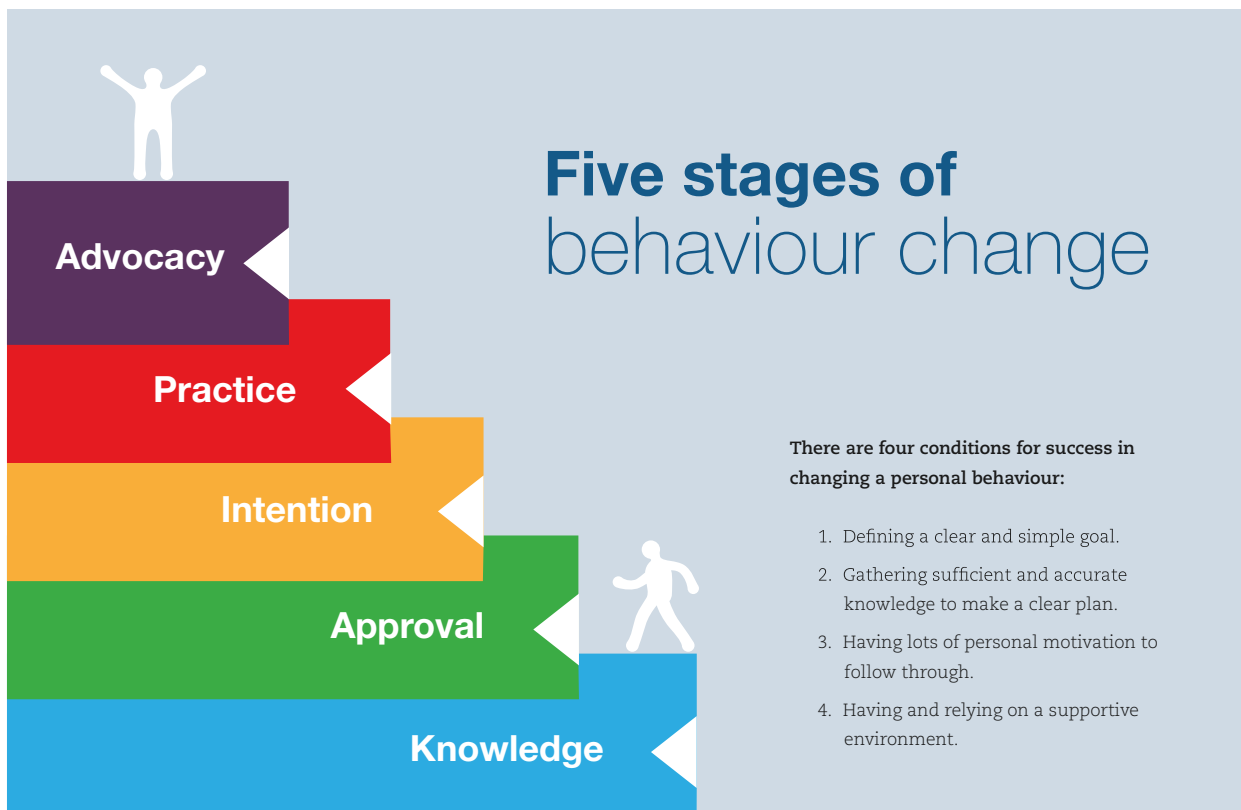 Five stages of
behaviour change
Advocacy
Practice
Intention
Approval
Knowledge
There are four conditions for success in
changing a personal behaviour:
1. Defining a clear and simple goal.
2. Gathering sufficient and accurate
knowledge to make a clear plan.
3. Having lots of personal motivation to
follow through.
4. Having and relying on a supportive
environment.